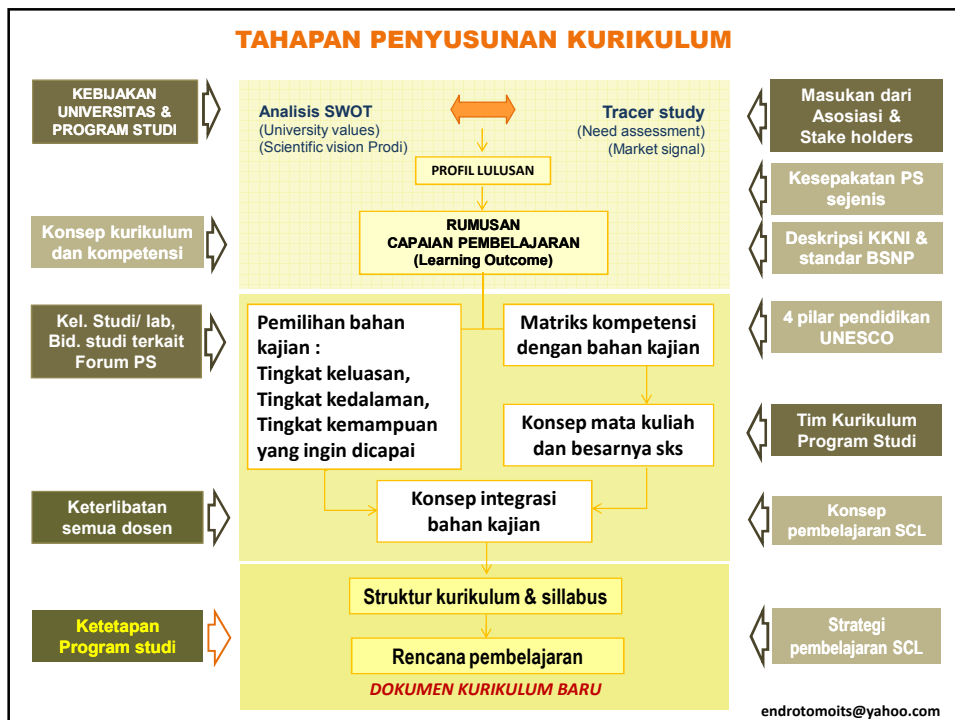 TAHAPAN PENYUSUNAN KURIKULUM
KEBIJAKAN
UNIVERSITAS &
PROGRAM STUDI
Analisis SWOT
(University values)
(Scientific vision Prodi)
Tracer study
(Need assessment)
(Market signal)
Masukan dari
Asosiasi &
Stake holders
PROFIL LULUSAN
Kesepakatan PS
sejenis
Konsep kurikulum
dan kompetensi
RUMUSAN
CAPAIAN PEMBELAJARAN
(Learning Outcome)
Deskripsi KKNI &
standar BSNP
Kel. Studi/ lab,
Bid. studi terkait
Forum PS
Pemilihan bahan
kajian :
Tingkat keluasan,
Tingkat kedalaman,
Tingkat kemampuan
yang ingin dicapai
Matriks kompetensi
dengan bahan kajian
4 pilar pendidikan
UNESCO
Konsep mata kuliah
dan besarnya sks
Tim Kurikulum
Program Studi
Keterlibatan
semua dosen
Konsep integrasi
bahan kajian
Konsep
pembelajaran SCL
Struktur kurikulum & sillabus
Ketetapan
Program studi
Rencana pembelajaran
Strategi
pembelajaran SCL
DOKUMEN KURIKULUM BARU
endrotomoits@yahoo.com